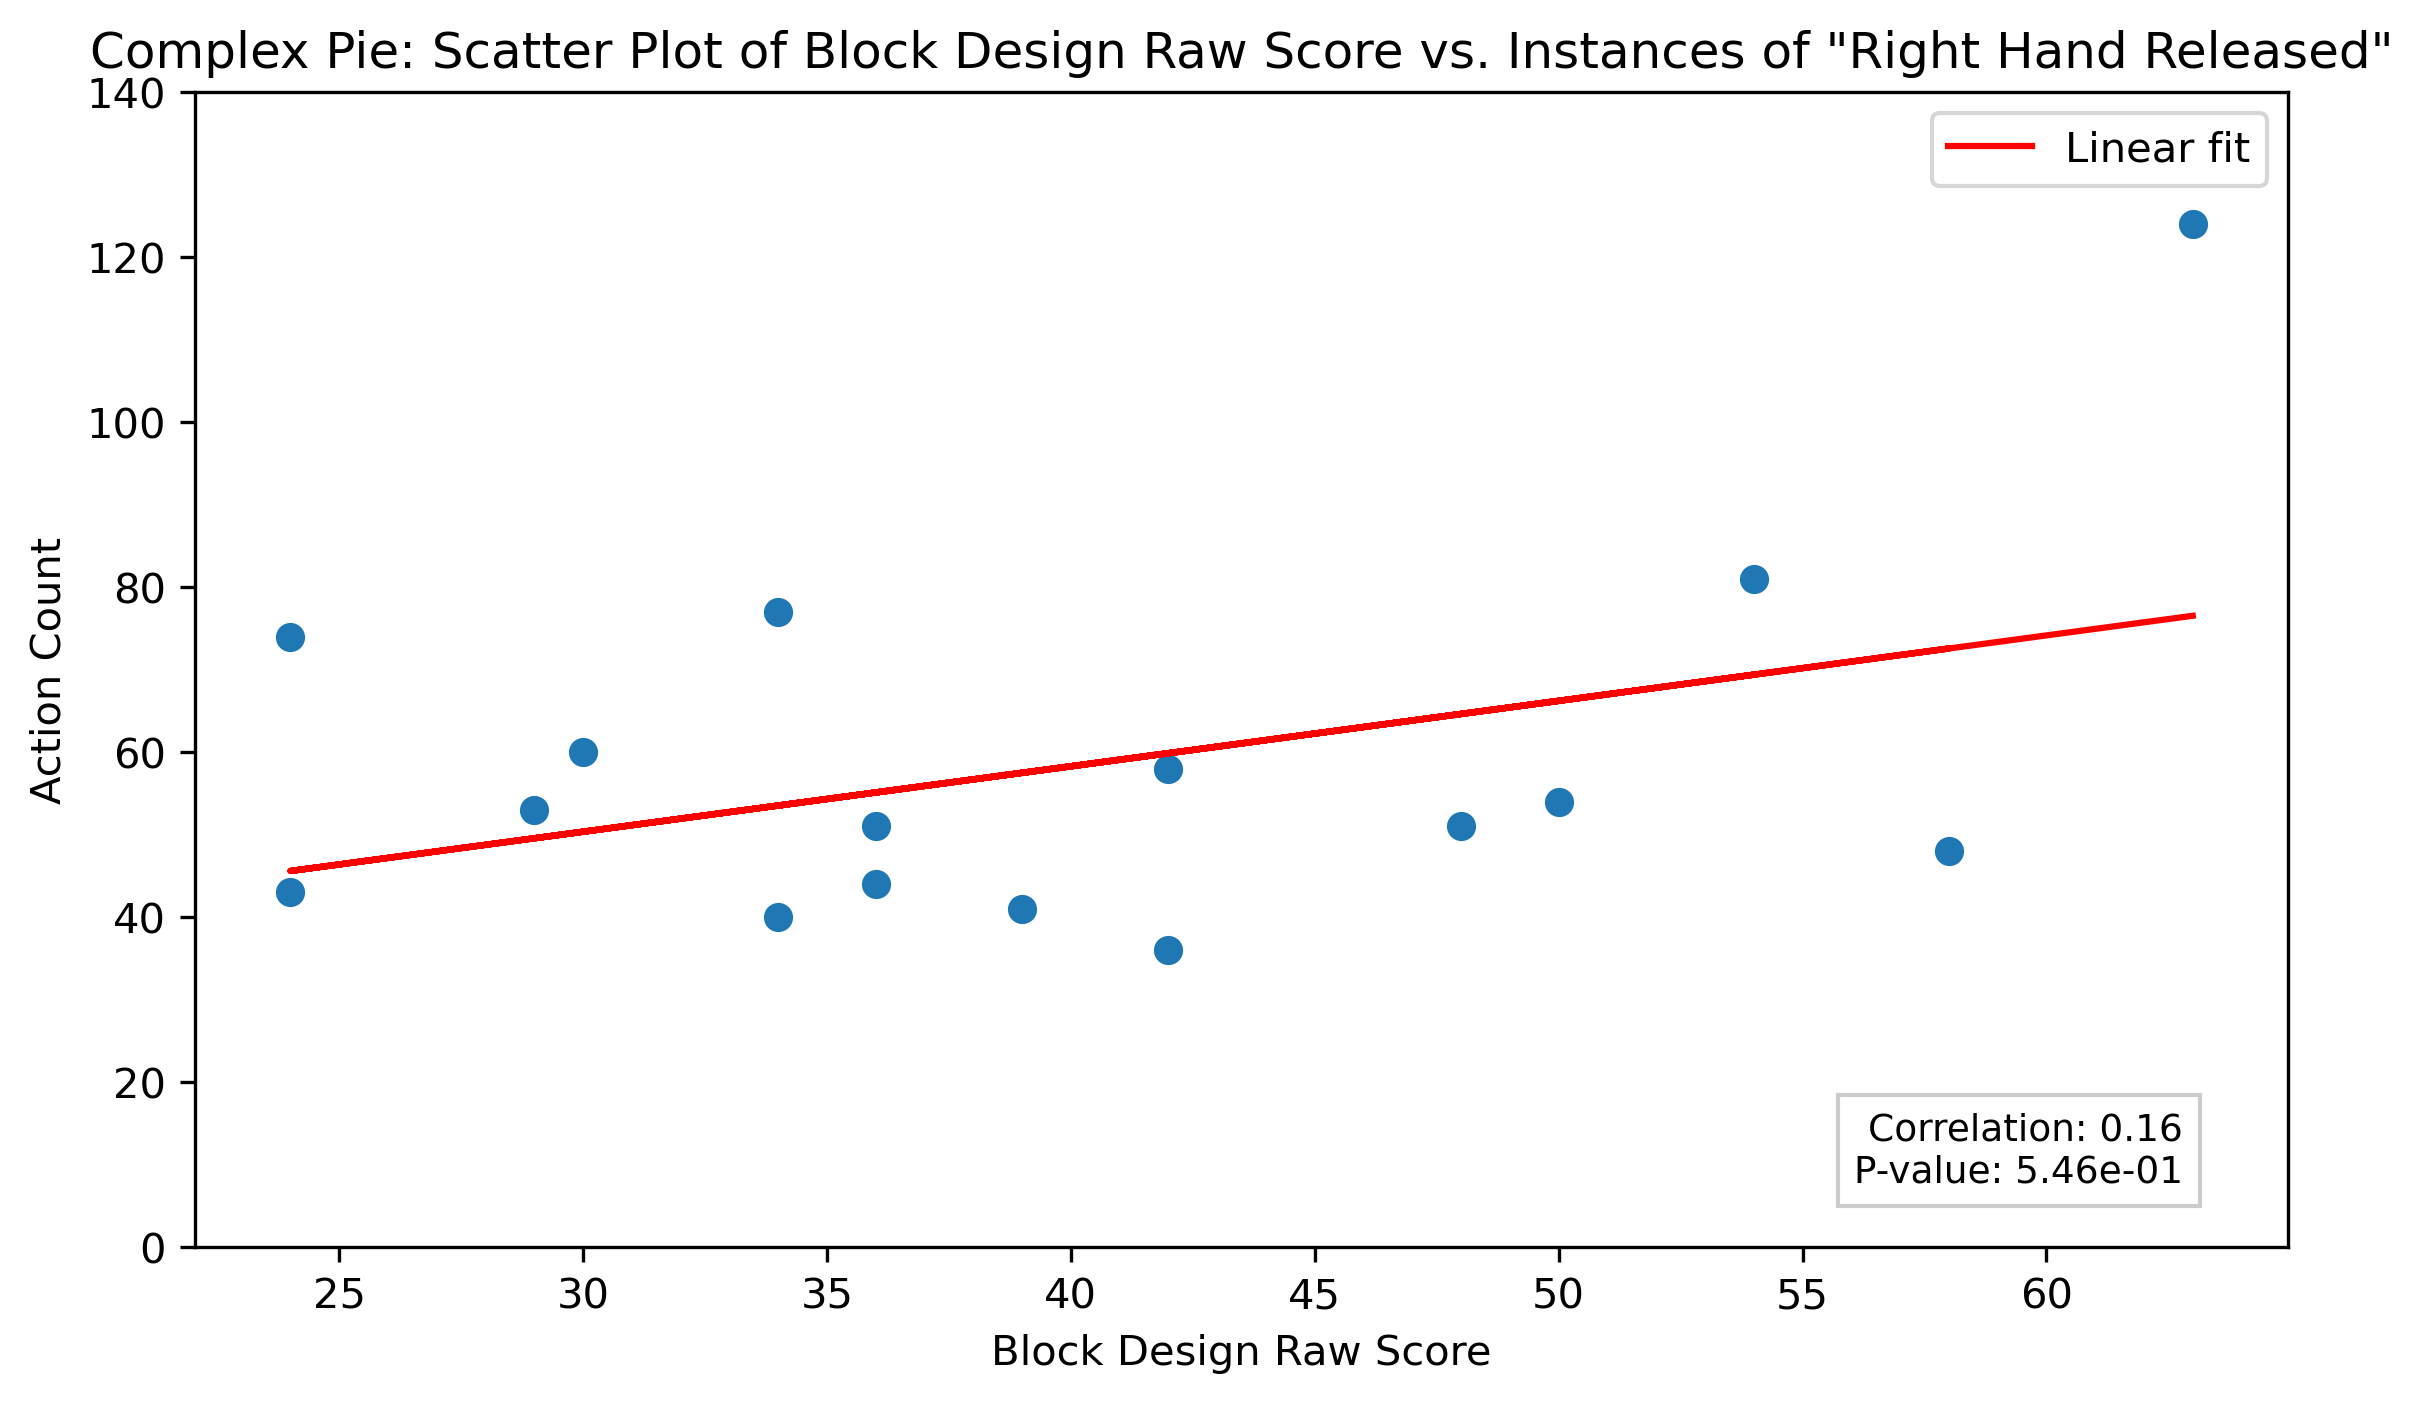 Complex Pie: Scatter Plot of Block Design Raw Score vs. Instances of "Right Hand Released"
140
120
100
80
60
40
20
0
Action Count
Linear fit
Correlation: 0.16
P-value: 5.46e-01
25 30 35 40 45 50 55 60
Block Design Raw Score